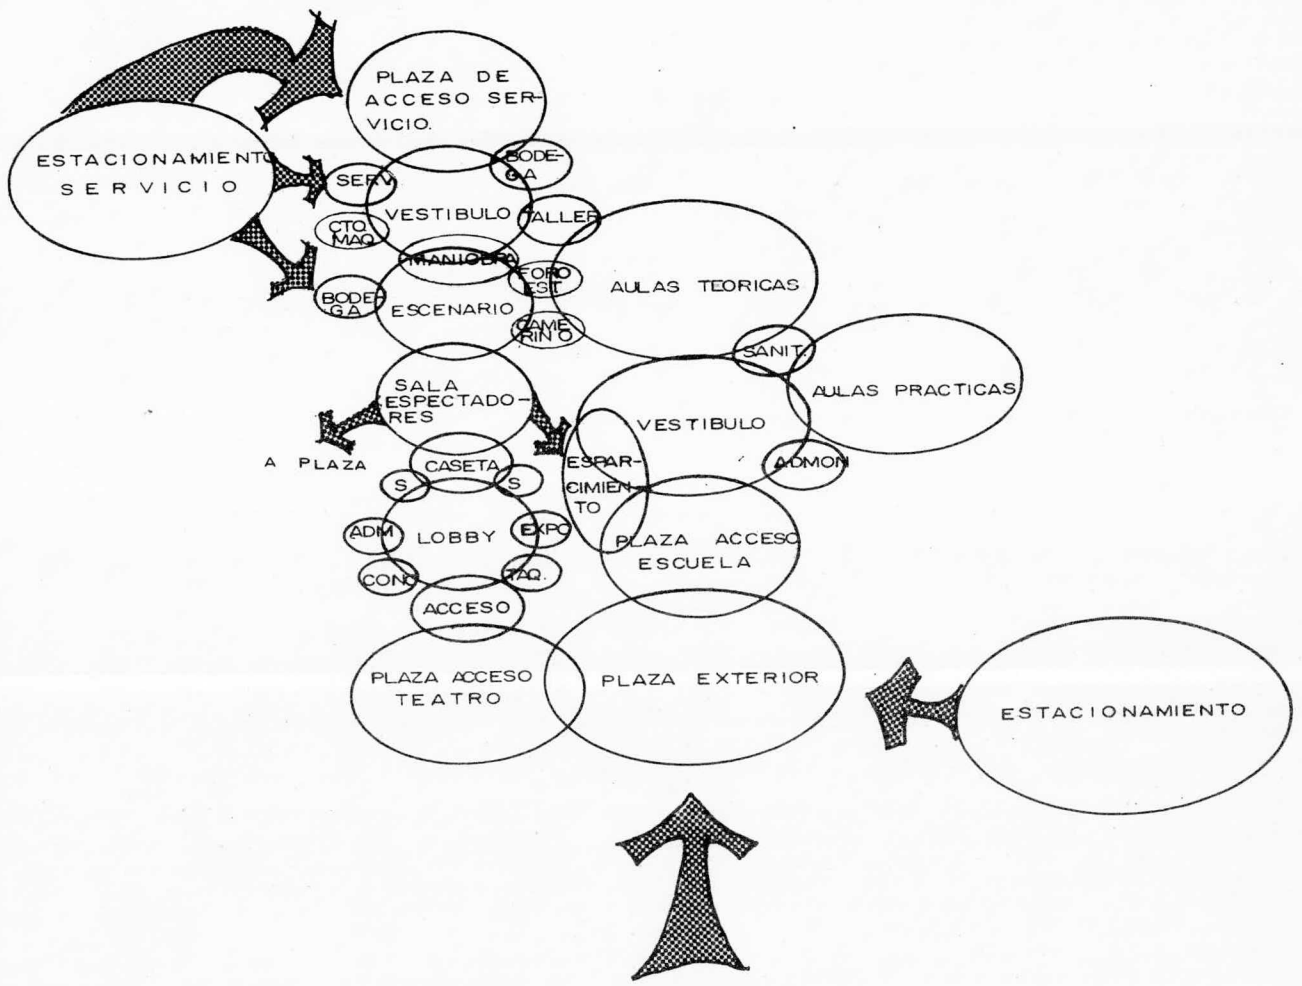 PLAZA DE
ACCESO SER-
VICIO.
ESTACIONAMIENTO
SERVICIO
BODE-
GA
SERV.
VESTIBULO
TALLER
CTO.
MAQ.
MANIOBRA
FORO
EST.
AULAS TEORICAS
BODE-
GA
ESCENARIO
CAME-
RINO
SANIT.
AULAS PRACTICAS
SALA
ESPECTADO-
RES
VESTIBULO
A PLAZA
CASETA
S
S
ESPAR-
CIMIEN-
TO
ADMON
ADM
LOBBY
EXPO
PLAZA ACCESO
ESCUELA
CONC
TAQ.
ACCESO
PLAZA ACCESO
TEATRO
PLAZA EXTERIOR
ESTACIONAMIENTO